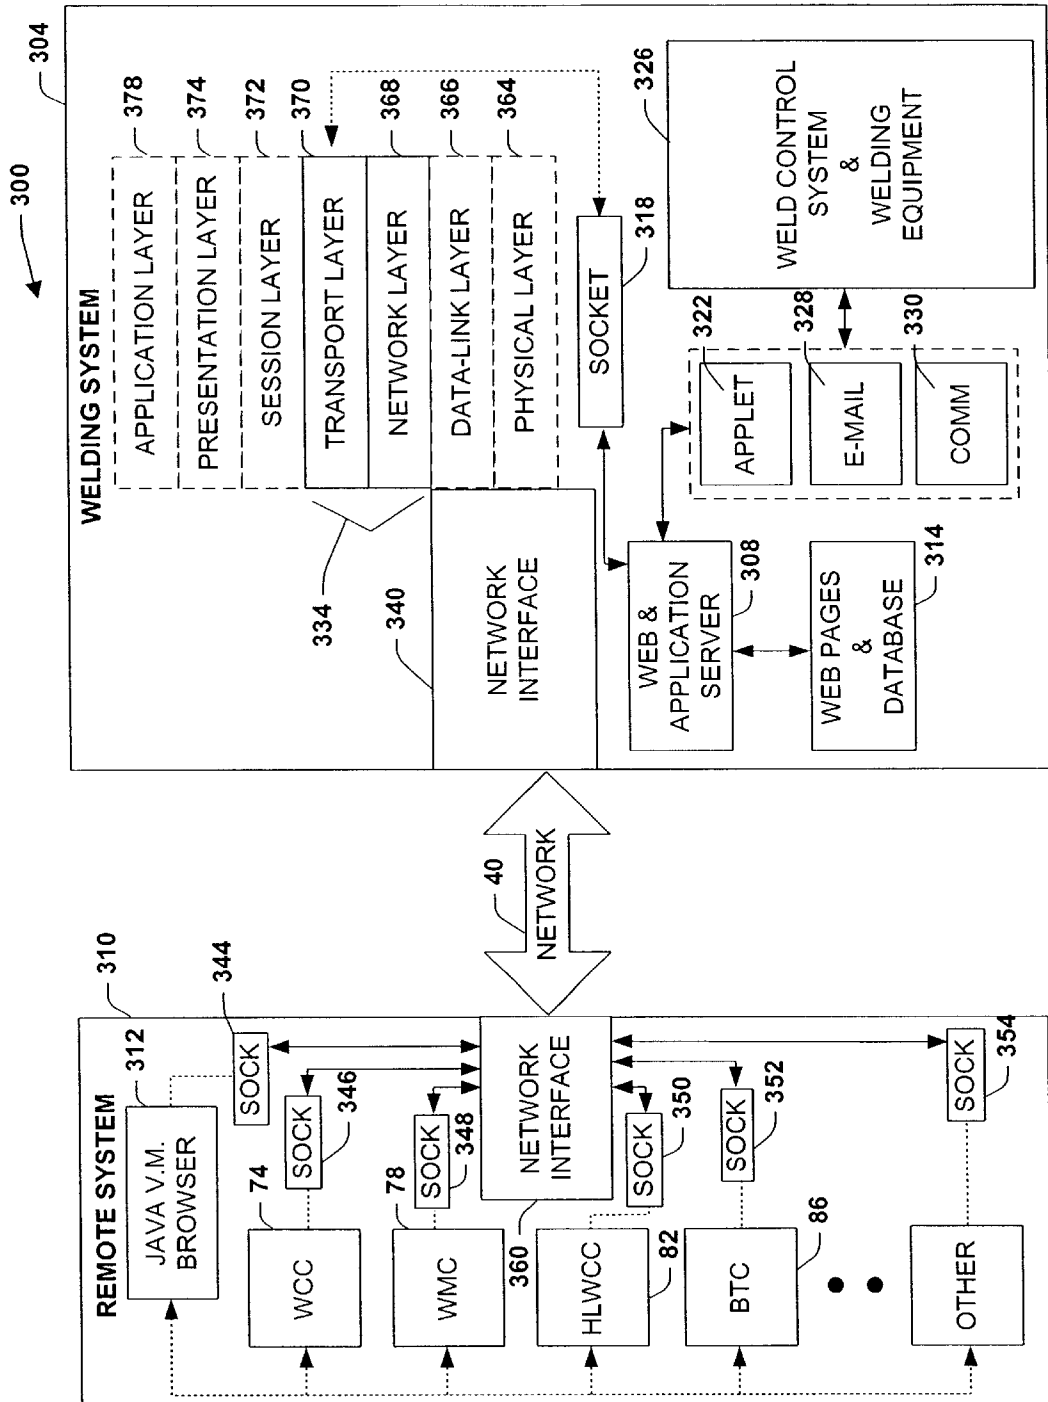 300
REMOTE SYSTEM
310
312
JAVA V.M.
BROWSER
344
SOCK
74
WCC
346
SOCK
78
WMC
348
SOCK
360
NETWORK
INTERFACE
HLWCC
82
350
SOCK
BTC
86
352
SOCK
OTHER
354
SOCK
40
NETWORK
WELDING SYSTEM
304
APPLICATION LAYER
378
PRESENTATION LAYER
374
SESSION LAYER
372
TRANSPORT LAYER
370
NETWORK LAYER
368
DATA-LINK LAYER
366
PHYSICAL LAYER
364
334
340
NETWORK
INTERFACE
SOCKET
318
WEB &
APPLICATION
SERVER
308
WEB PAGES
&
DATABASE
314
APPLET
322
E-MAIL
328
COMM
330
WELD CONTROL
SYSTEM
&
WELDING
EQUIPMENT
326